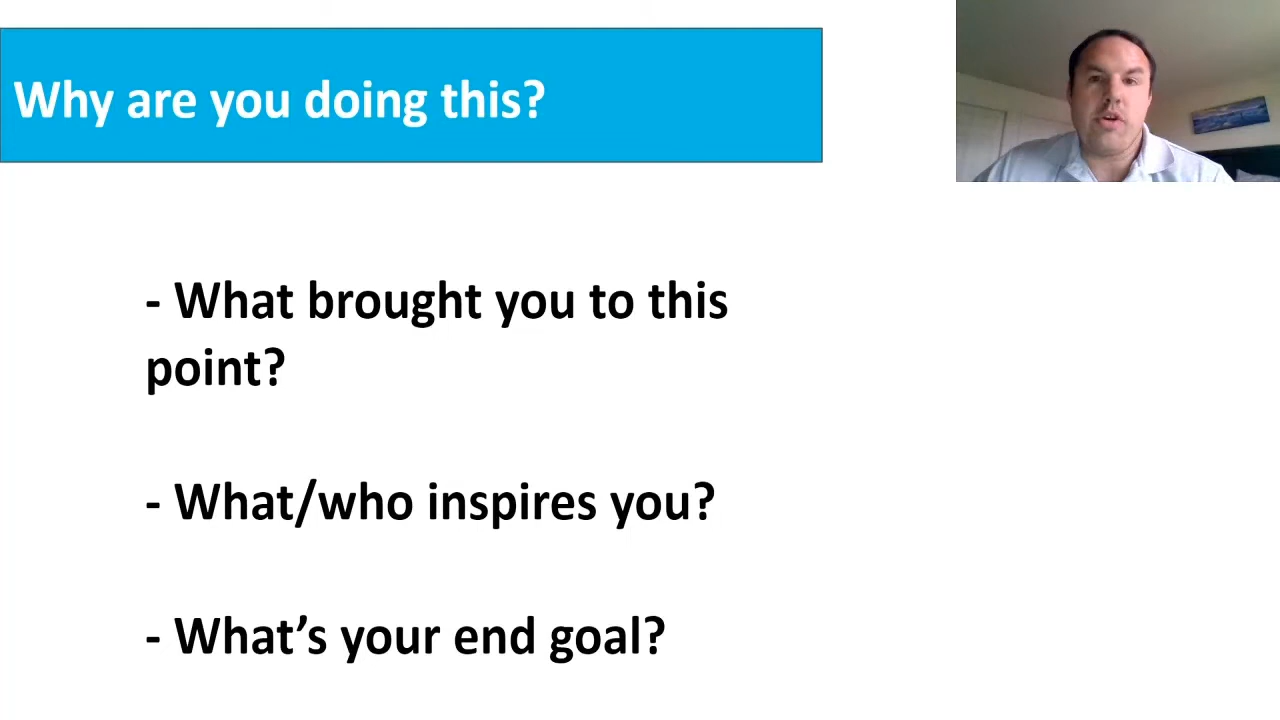 Why are you doing this?
- What brought you to this
point?
- What/who inspires you?
- What’s your end goal?